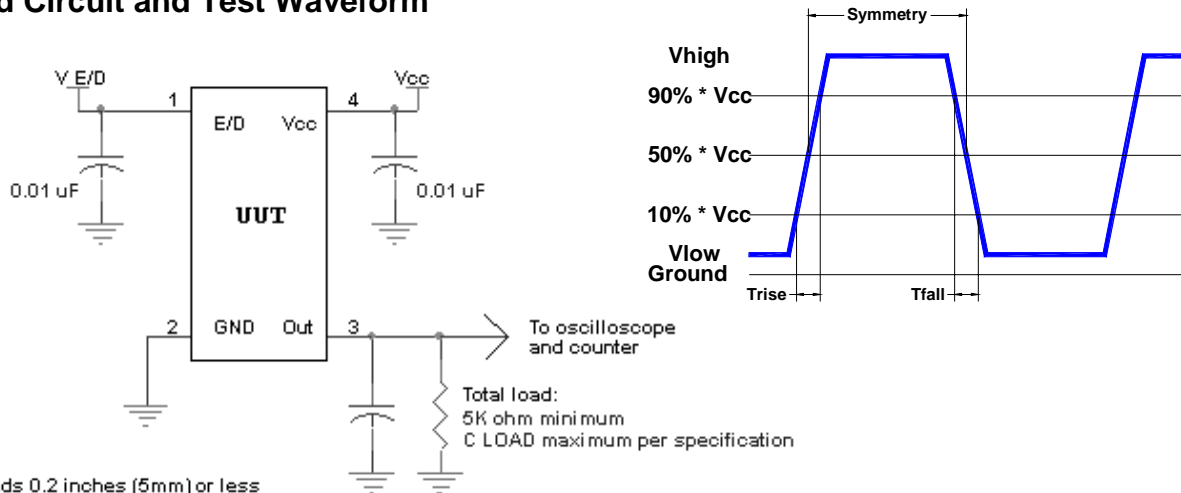 d Circuit and Test Waveform
V E/D
Vcc
1
4
E/D Vcc
0.01 uF
0.01 uF
UUT
2
GND Out
3
To oscilloscope
and counter
Total load:
5K ohm minimum
C LOAD maximum per specification
ds 0.2 inches (5mm) or less
Symmetry
Vhigh
90% * Vcc
50% * Vcc
10% * Vcc
Vlow
Ground
Trise
Tfall